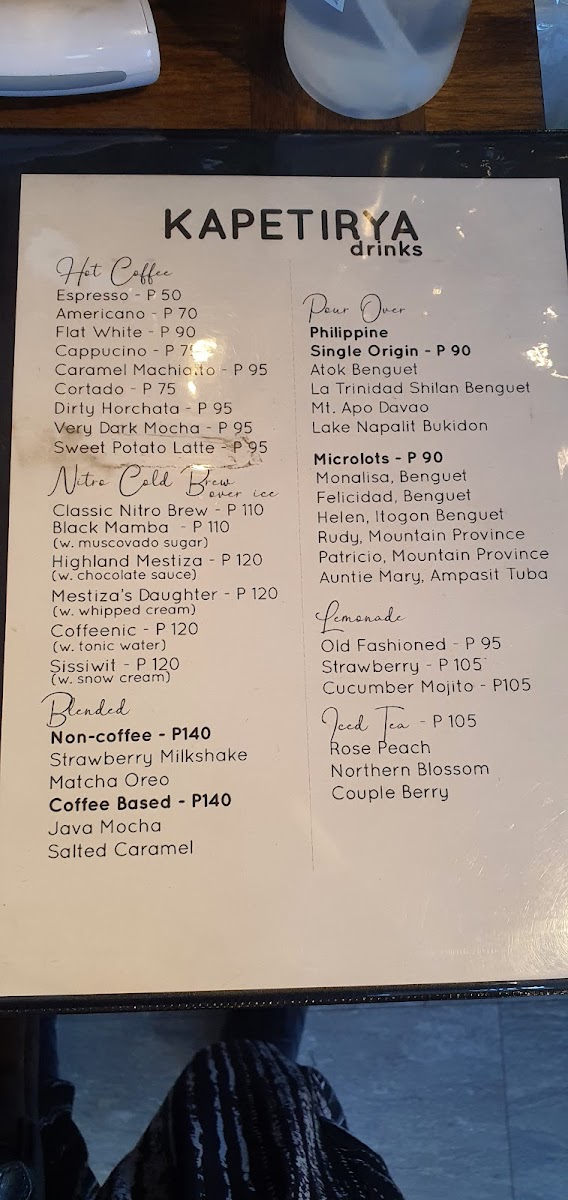 KAPETIRYA
drinks
Hot Coffee
Espresso - P 50
Americano - P 70
Flat White - P 90
Cappucino - P 75
Caramel Machiatto - P 95
Cortado - P 75
Dirty Horchata - P 95
Very Dark Mocha - P 95
Sweet Potato Latte - P 95
Nitro Cold Brew
over ice
Classic Nitro Brew - P 110
Black Mamba - P 110
(w. muscovado sugar)
Highland Mestiza - P 120
(w. chocolate sauce)
Mestiza's Daughter - P 120
(w. whipped cream)
Coffeenic - P 120
(w. tonic water)
Sissiwit - P 120
(w. snow cream)
Blended
Non-coffee - P140
Strawberry Milkshake
Matcha Oreo
Coffee Based - P140
Java Mocha
Salted Caramel
Pour Over
Philippine
Single Origin - P 90
Atok Benguet
La Trinidad Shilan Benguet
Mt. Apo Davao
Lake Napalit Bukidon
Microlots - P 90
Monalisa, Benguet
Felicidad, Benguet
Helen, Itogon Benguet
Rudy, Mountain Province
Patricio, Mountain Province
Auntie Mary, Ampasit Tuba
Lemonade
Old Fashioned - P 95
Strawberry - P 105
Cucumber Mojito - P105
Iced Tea - P 105
Rose Peach
Northern Blossom
Couple Berry